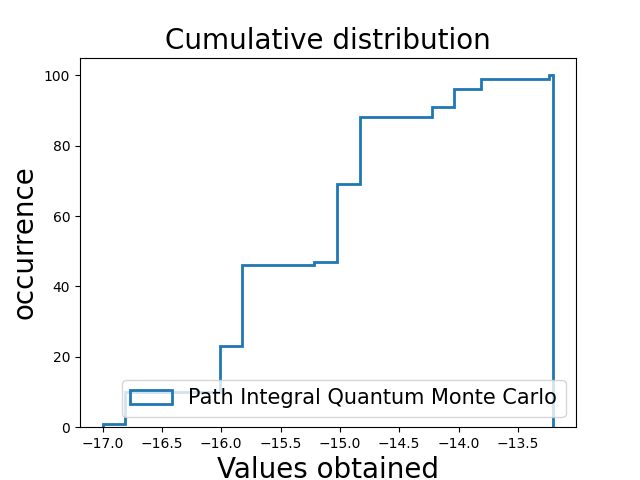 Cumulative distribution
occurrence
100
80
60
40
20
0
Path Integral Quantum Monte Carlo
−17.0 −16.5 −16.0 −15.5 −15.0 −14.5 −14.0 −13.5
Values obtained